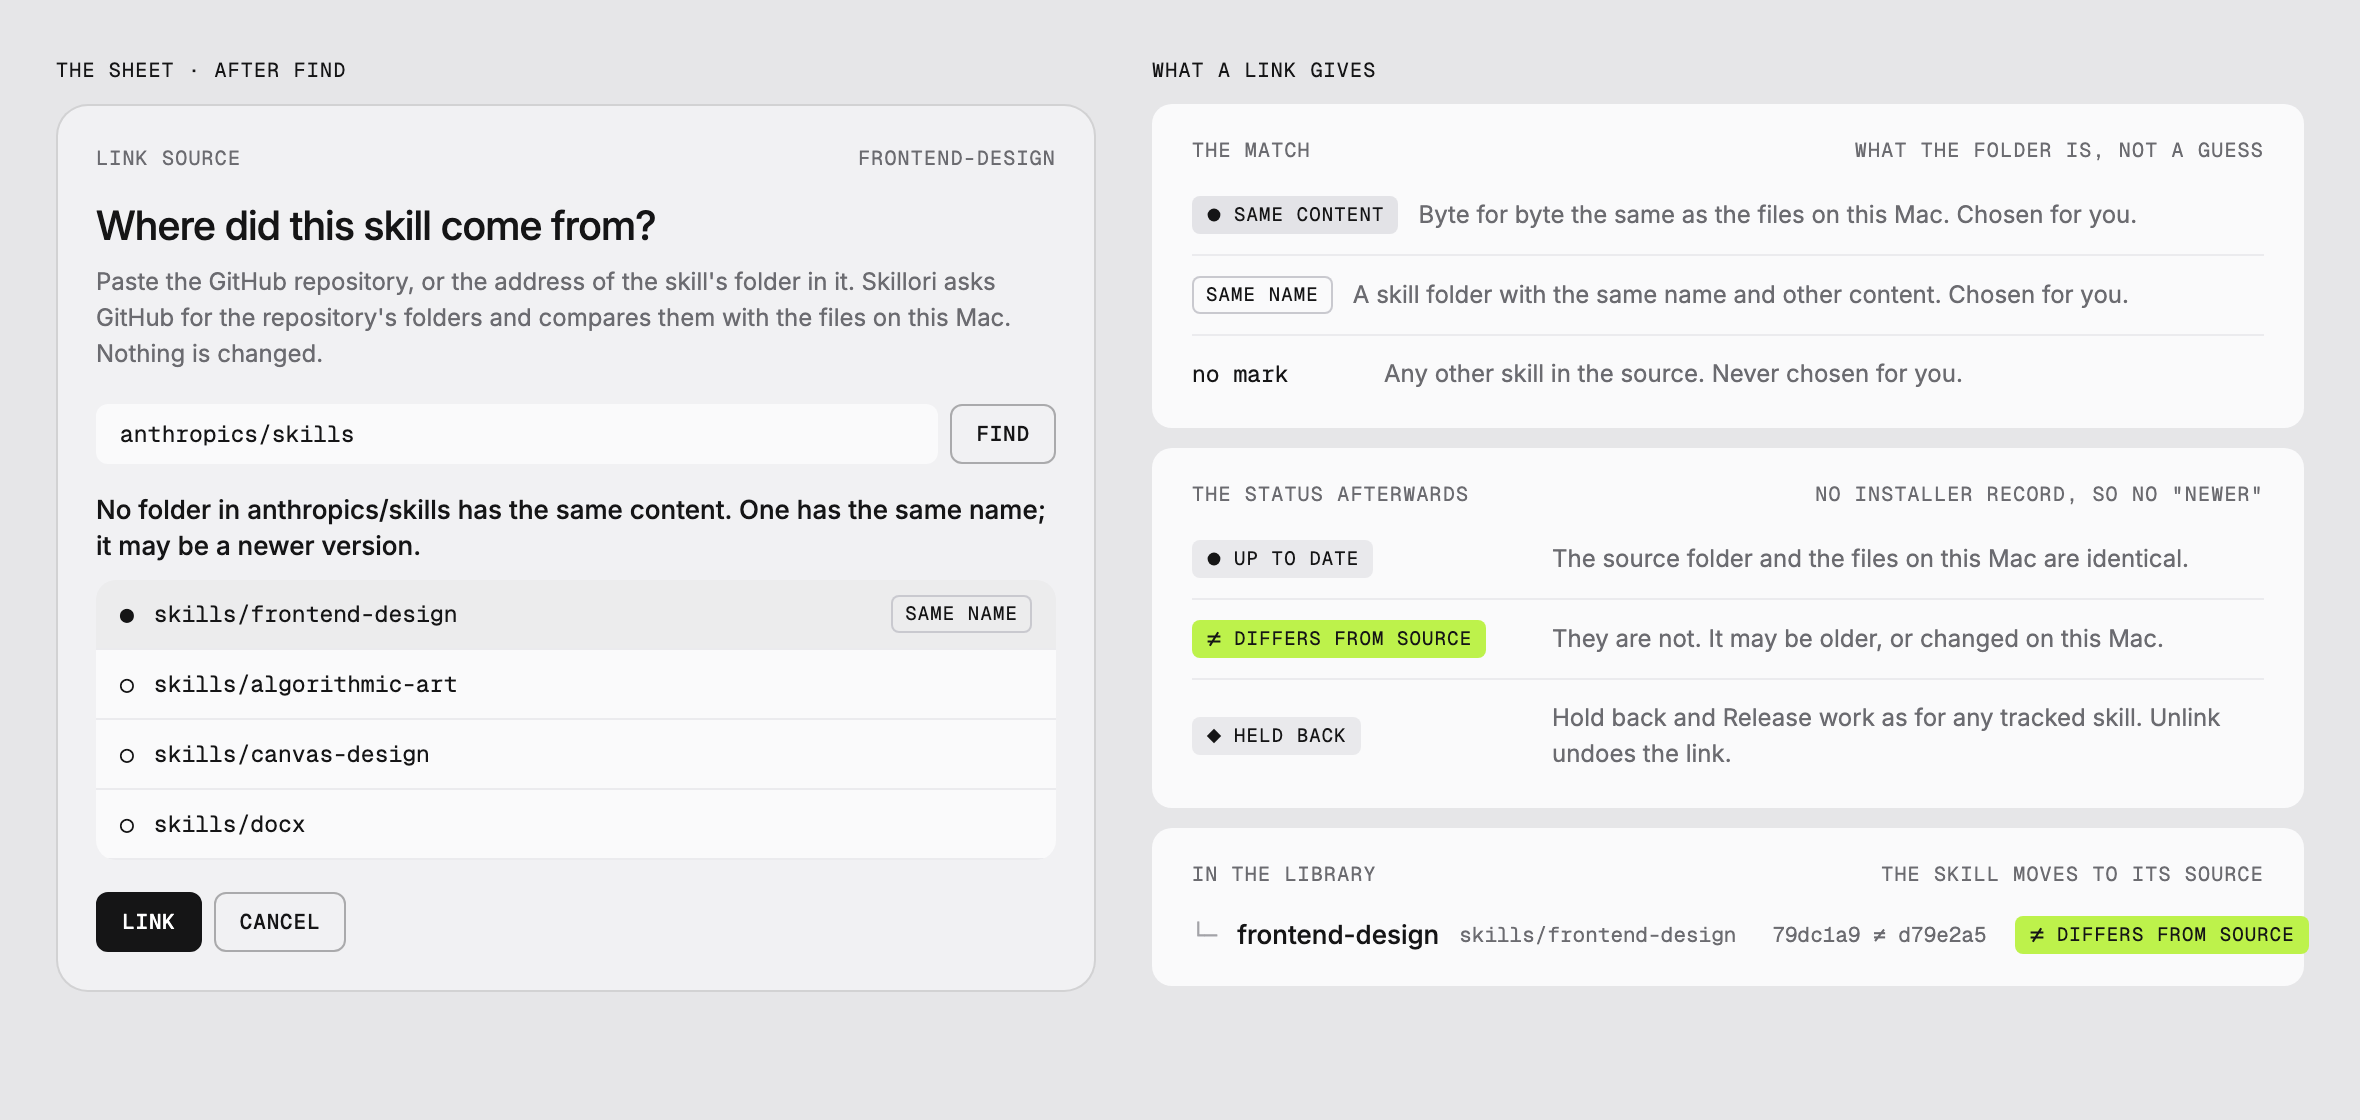 THE SHEET · AFTER FIND
LINK SOURCE
FRONTEND-DESIGN
Where did this skill come from?
Paste the GitHub repository, or the address of the skill's folder in it. Skillori asks
GitHub for the repository's folders and compares them with the files on this Mac.
Nothing is changed.
anthropics/skills
FIND
No folder in anthropics/skills has the same content. One has the same name;
it may be a newer version.
skills/frontend-design
SAME NAME
skills/algorithmic-art
skills/canvas-design
skills/docx
LINK
CANCEL
WHAT A LINK GIVES
THE MATCH
WHAT THE FOLDER IS, NOT A GUESS
● SAME CONTENT
Byte for byte the same as the files on this Mac. Chosen for you.
SAME NAME
A skill folder with the same name and other content. Chosen for you.
no mark
Any other skill in the source. Never chosen for you.
THE STATUS AFTERWARDS
NO INSTALLER RECORD, SO NO "NEWER"
● UP TO DATE
The source folder and the files on this Mac are identical.
≠ DIFFERS FROM SOURCE
They are not. It may be older, or changed on this Mac.
◆ HELD BACK
Hold back and Release work as for any tracked skill. Unlink
undoes the link.
IN THE LIBRARY
THE SKILL MOVES TO ITS SOURCE
frontend-design
skills/frontend-design
79dc1a9 ≠ d79e2a5
≠ DIFFERS FROM SOURCE